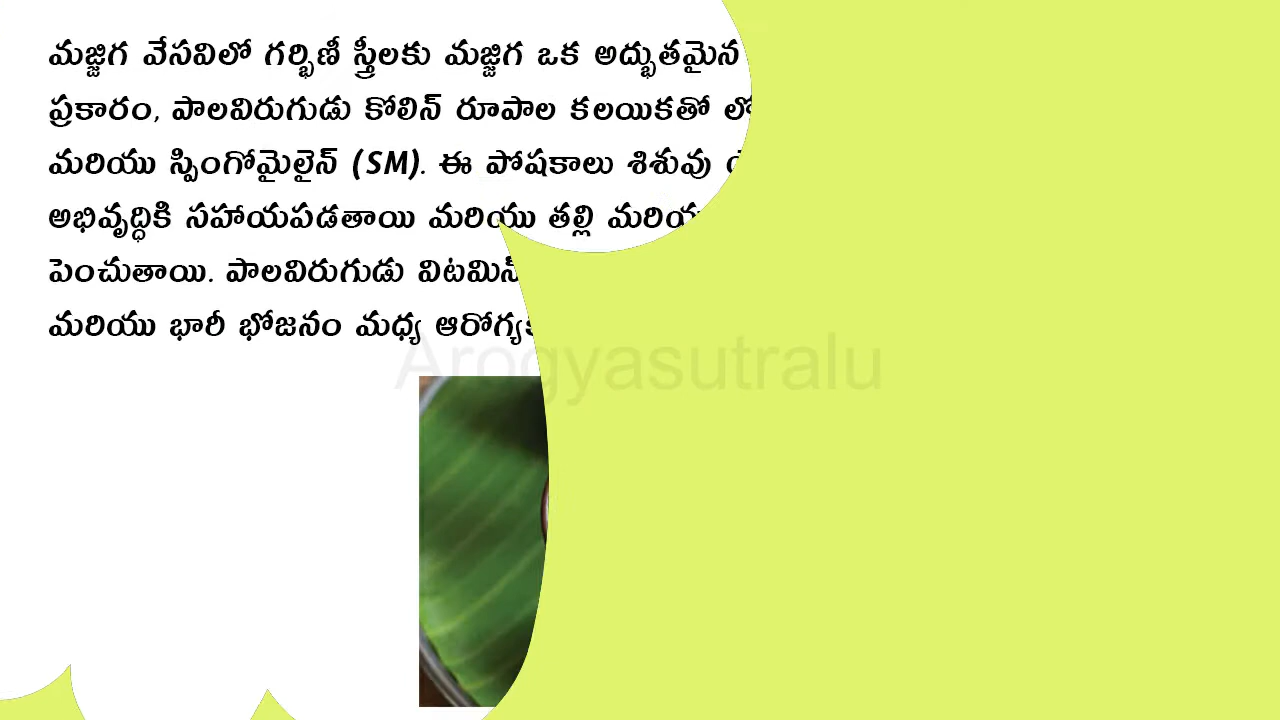 మజ్జిగ వేసవిలో గర్భిణీ స్త్రీలకు మజ్జిగ ఒక అద్భుతమైన
ప్రకారం, పాలవిరుగుడు కోలిన్ రూపాల కలయికతో
మరియు స్పింగోమైలైన్ (SM). ఈ పోషకాలు శిశువు
అభివృద్ధికి సహాయపడతాయి మరియు తల్లి
పెంచుతాయి. పాలవిరుగుడు
మరియు భారీ భోజనం మధ్య
Arogyasutralu